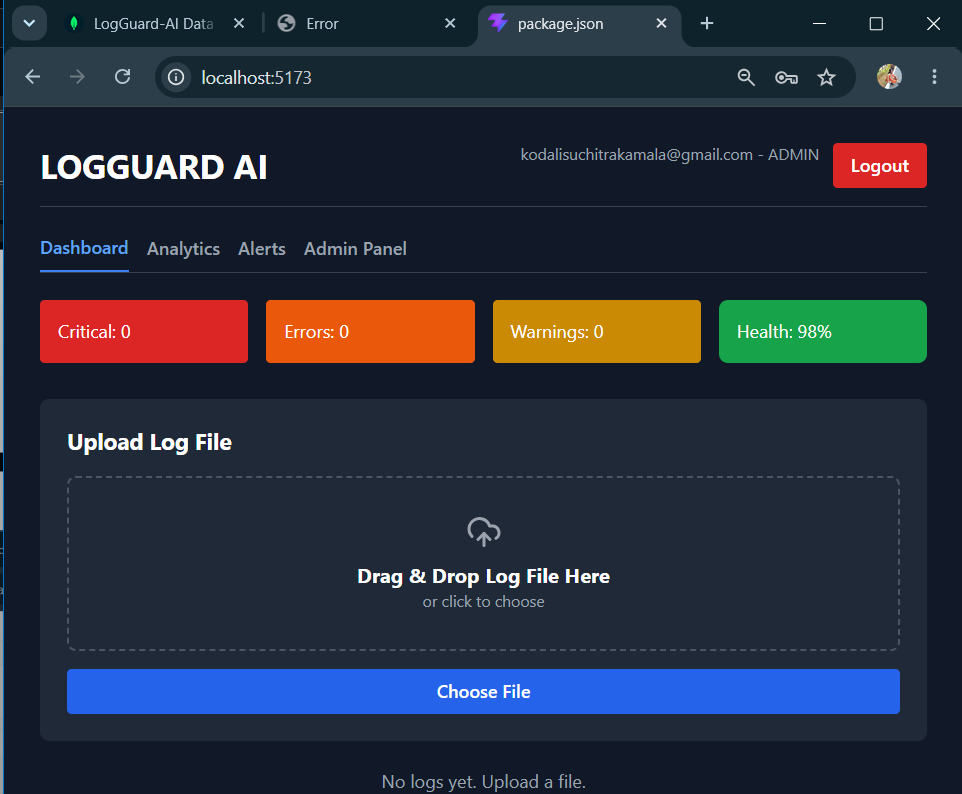 LogGuard-AI Data
Error
package.json
localhost:5173
LOGGUARD AI
kodalisuchitrakamala@gmail.com - ADMIN
Logout
Dashboard Analytics Alerts Admin Panel
Critical: 0
Errors: 0
Warnings: 0
Health: 98%
Upload Log File
Drag & Drop Log File Here
or click to choose
Choose File
No logs yet. Upload a file.